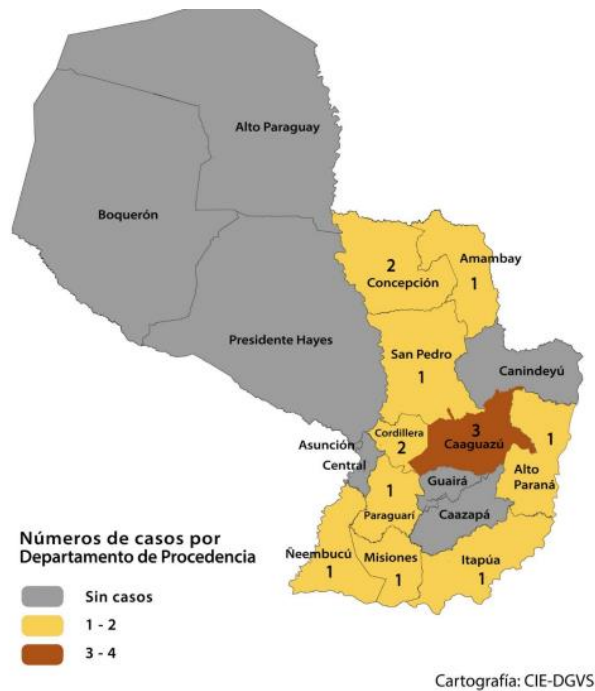 Alto Paraguay
Boquerón
Presidente Hayes
2
Concepción
Amambay
1
San Pedro
1
Canindeyú
Cordillera
2
3
Caaguazú
1
Alto
Paraná
Asunción
Central
Guairá
Caazapá
1
Paraguarí
Ñeembucú
1
Misiones
1
Itapúa
1
Números de casos por
Departamento de Procedencia
Sin casos
1 - 2
3 - 4
Cartografía: CIE-DGVS